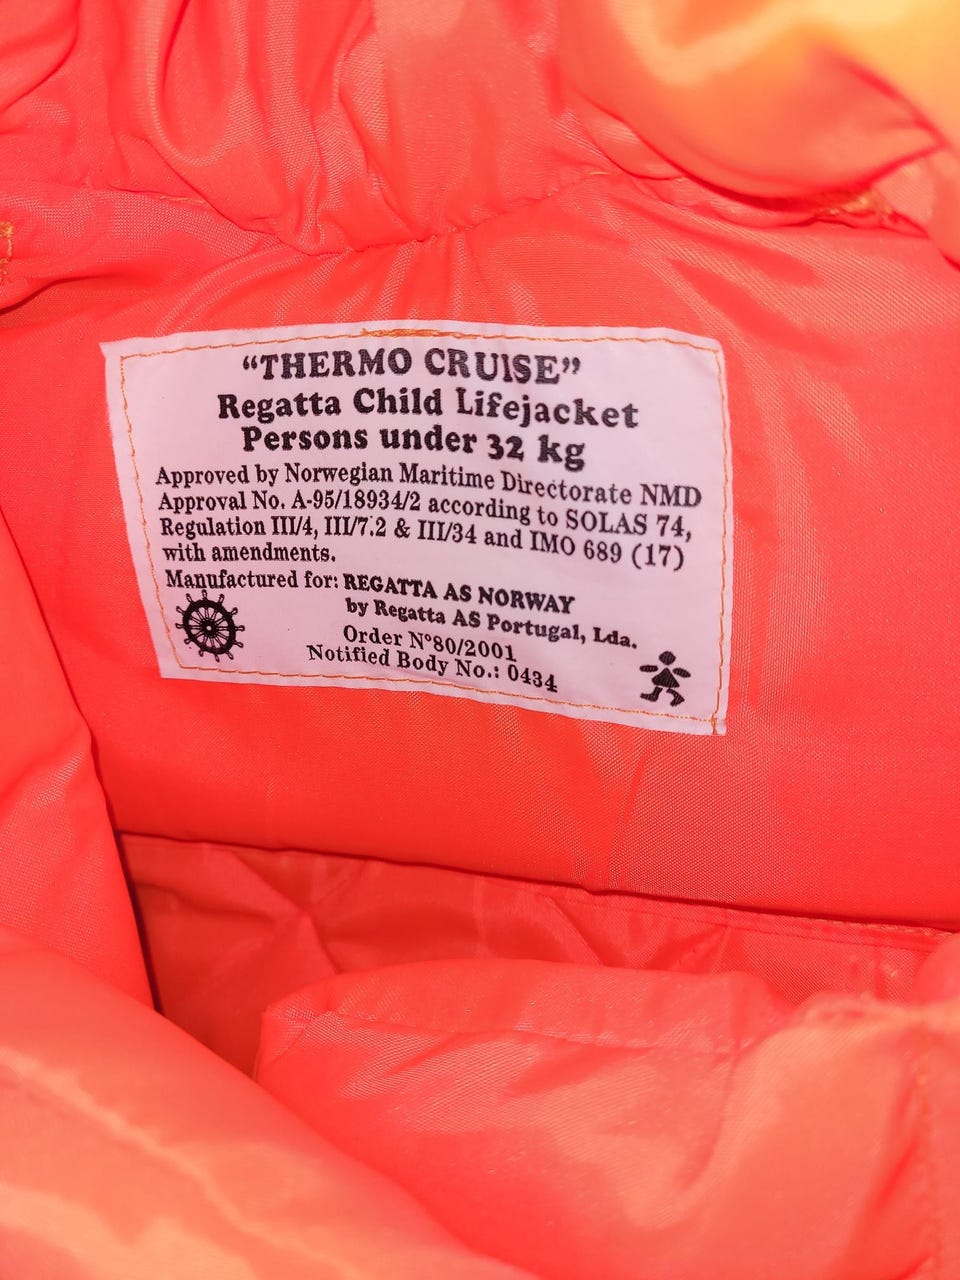 “THERMO CRUISE”
Regatta Child Lifejacket
Persons under 32 kg
Approved by Norwegian Maritime Directorate NMD
Approval No. A-95/18934/2 according to SOLAS 74,
Regulation III/4, III/7.2 & III/34 and IMO 689 (17)
with amendments.
Manufactured for: REGATTA AS NORWAY
by Regatta AS Portugal, Lda.
Order Nº80/2001
Notified Body No.: 0434